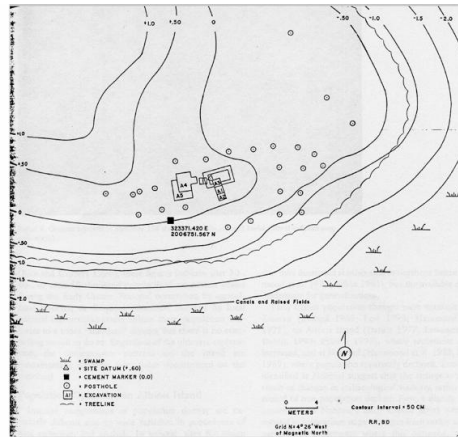 +1.0 +.50 0 -.50 -1.0 -1.5 -2.0
+1.0
+.50
A4
A3
A1
A2
0
323371.420 E
2006751.567 N
-.50
-1.0
-1.5
-2.0
Canals and Raised Fields
= SWAMP
= SITE DATUM (+.60)
= CEMENT MARKER (0.0)
= POSTHOLE
A1 = EXCAVATION
= TREELINE
N
0 4
METERS
Contour Interval = 50 CM
Grid N = 4° 26' West
of Magnetic North
R.R., 80